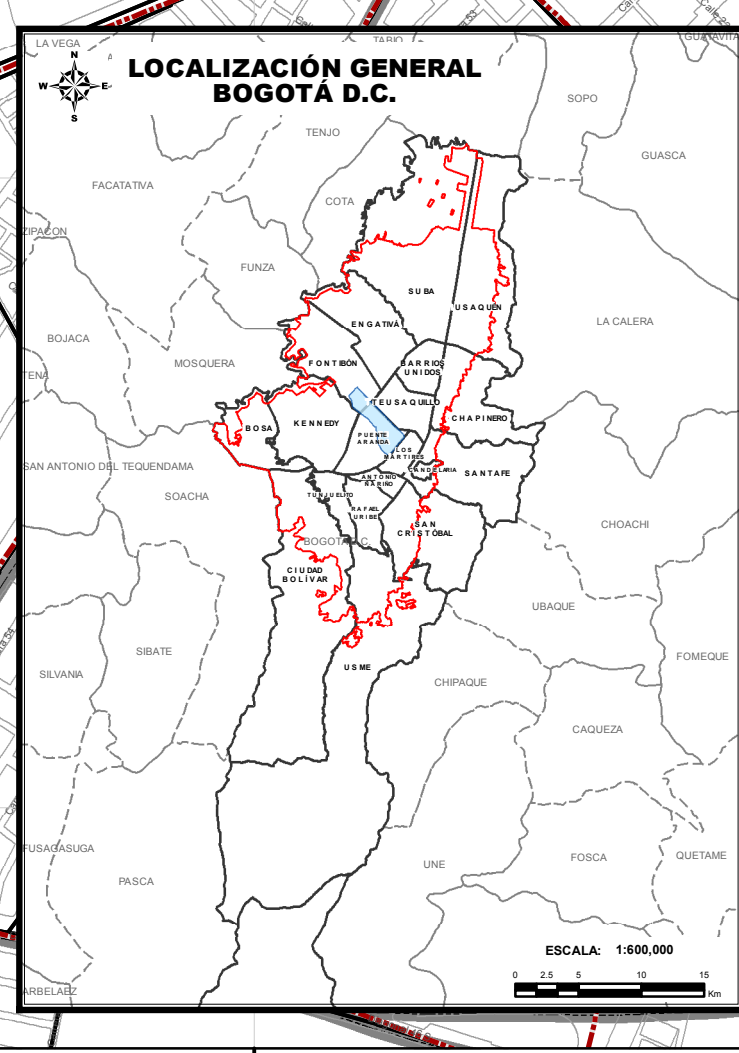 LA VEGA
TABIO
GUATAVITA
LOCALIZACIÓN GENERAL
BOGOTÁ D.C.
N
W
E
S
SOPO
TENJO
GUASCA
FACATATIVA
COTA
ZIPACON
FUNZA
SUBA
USAQUÉN
LA CALERA
ENGATIVÁ
BOJACA
MOSQUERA
FONTIBÓN
BARRIOS
UNIDOS
TENA
TEUSAQUILLO
CHAPINERO
BOSA
KENNEDY
PUENTE
ARANDA
LOS
MARTIRES
CANDELARIA
SANTAFE
SAN ANTONIO DEL TEQUENDAMA
SOACHA
ANTONIO
NARIÑO
TUNJUELITO
RAFAEL
URIBE
SAN
CRISTÓBAL
CHOACHI
BOGOTA D.C.
CIUDAD
BOLÍVAR
UBAQUE
SIBATE
FOMEQUE
SILVANIA
USME
CHIPAQUE
CAQUEZA
FUSAGASUGA
PASCA
UNE
FOSCA
QUETAME
ESCALA: 1:600,000
0 2.5 5 10 15
Km
ARBELAEZ